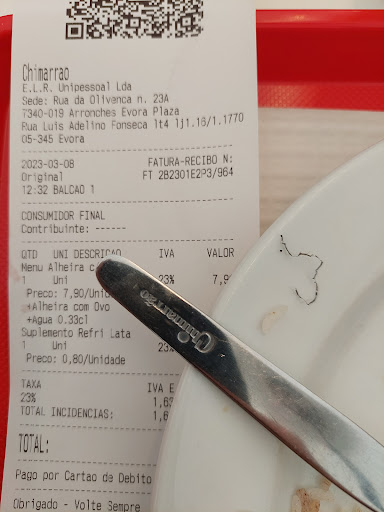 Chimarrao
E.L.R. Unipessoal Lda
Sede: Rua da Olivenca n. 23A
7340-019 Arronches Evora Plaza
Rua Luis Adelino Fonseca lt4 lj1.16/1.1770
05-345 Evora
2023-03-08 FATURA-RECIBO N:
Original FT 2B2301E2P3/964
12:32 BALCAO 1
CONSUMIDOR FINAL
Contribuinte: ------
QTD UNI DESCRICAO IVA VALOR
Menu Alheira
1 Uni 23%
Preco: 7,90/Unid
+Alheira com Ovo
+Agua 0.33cl
Suplemento Refri Lata
1 Uni
Preco: 0,80/Unidade
TAXA IVA
23%
TOTAL INCIDENCIAS:
TOTAL:
Pago por Cartao de Debito
Obrigado - Volte Sempre
Chimarrão